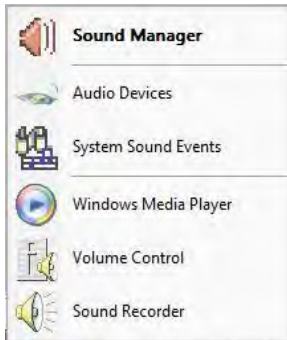 Sound Manager
Audio Devices
System Sound Events
Windows Media Player
Volume Control
Sound Recorder